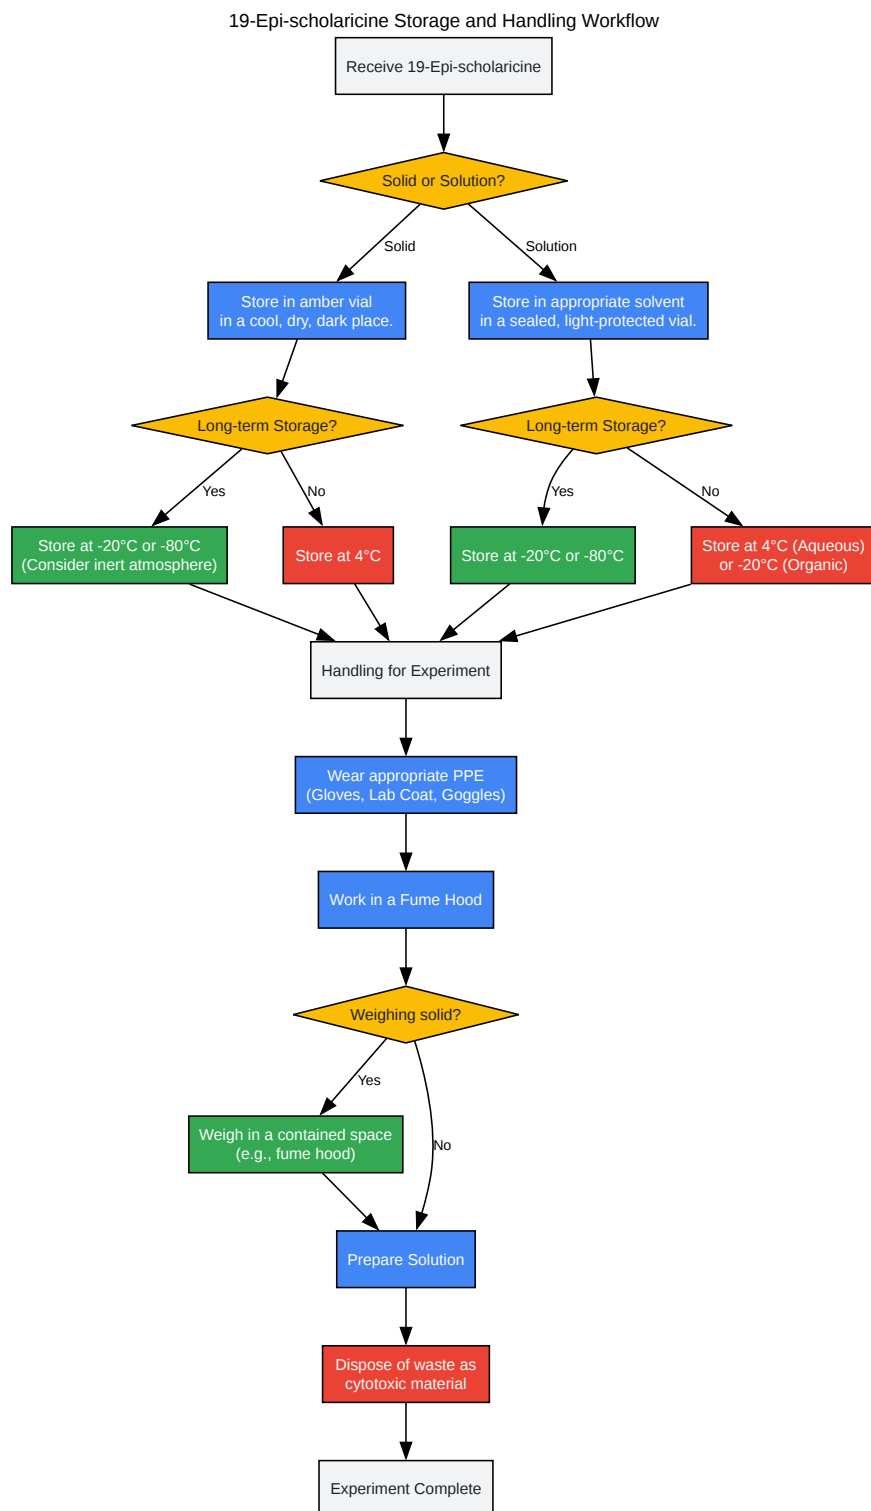 19-Epi-scholaricine Storage and Handling Workflow
Receive 19-Epi-scholaricine
Solid or Solution?
Solid
Solution
Store in amber vial
in a cool, dry, dark place.
Store in appropriate solvent
in a sealed, light-protected vial.
Long-term Storage?
Long-term Storage?
Yes
No
Yes
No
Store at -20°C or -80°C
(Consider inert atmosphere)
Store at 4°C
Store at -20°C or -80°C
Store at 4°C (Aqueous)
or -20°C (Organic)
Handling for Experiment
Wear appropriate PPE
(Gloves, Lab Coat, Goggles)
Work in a Fume Hood
Weighing solid?
Yes
Weigh in a contained space
(e.g., fume hood)
No
Prepare Solution
Dispose of waste as
cytotoxic material
Experiment Complete